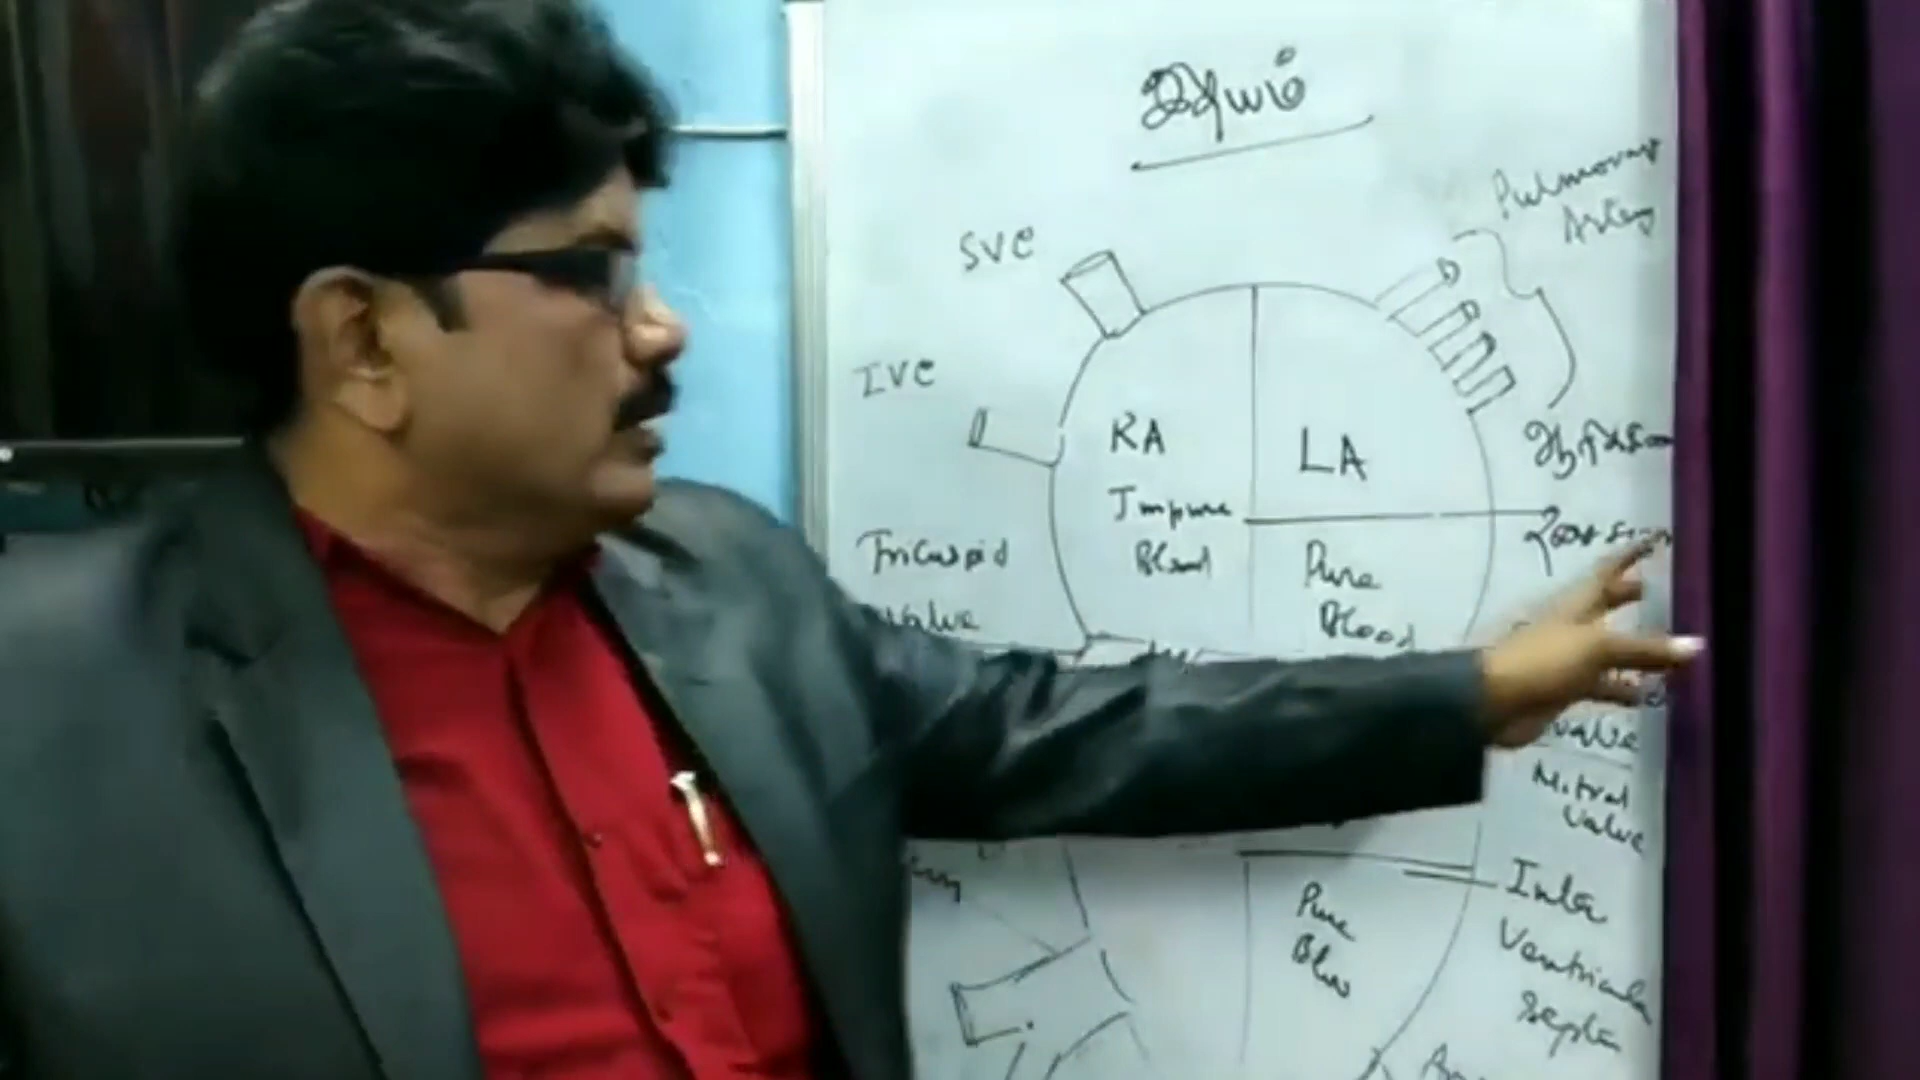 இதயம்
Pulmonary
Artery
SVC
IVC
RA
LA
Impure
Blood
Pure
Blood
Tricuspid
valve
valve
Mitral
valve
Inter
Ventricular
Septa
Pure